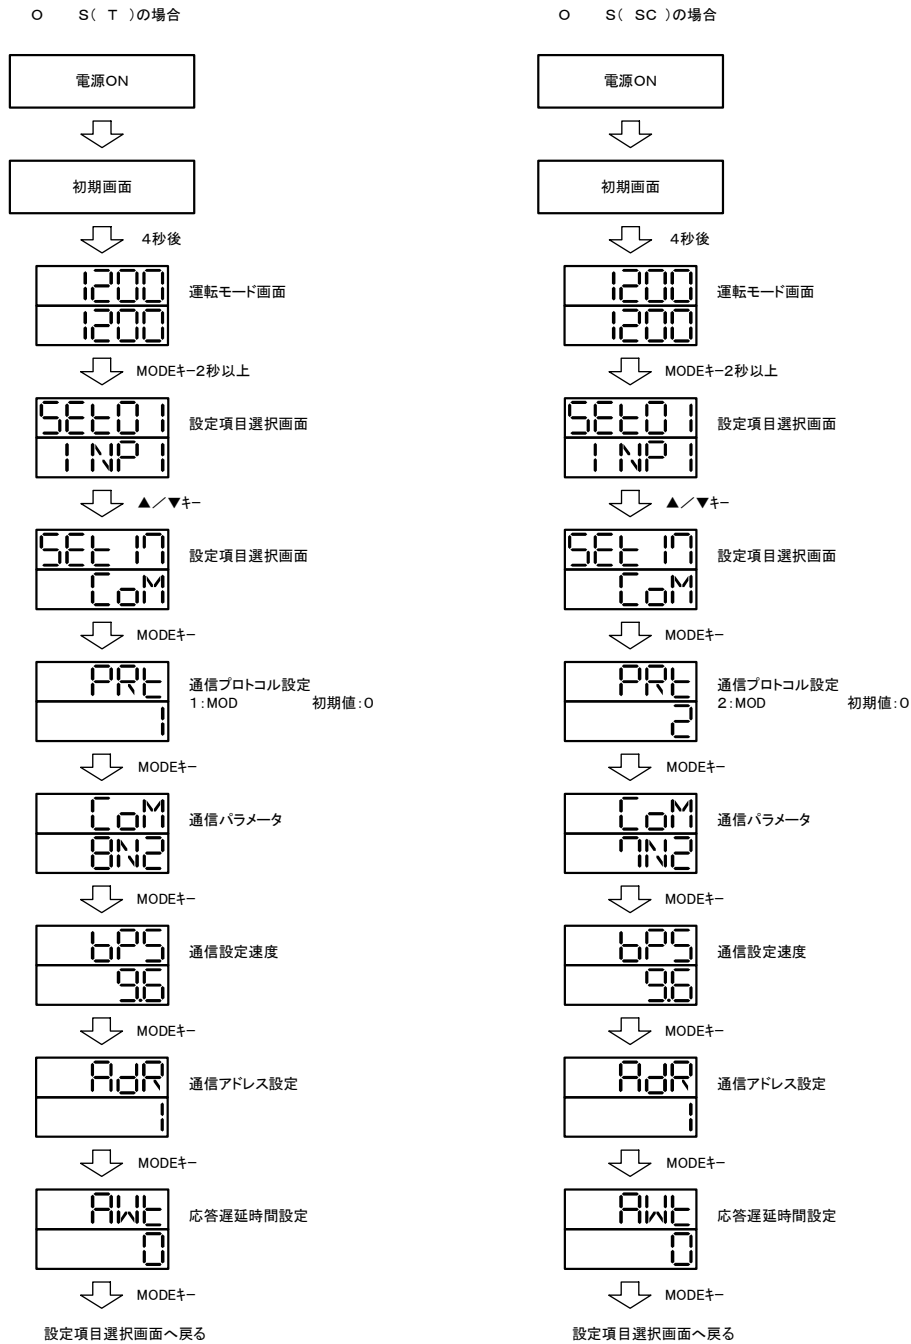 O S( T )の場合
電源ON
初期画面
4秒後
1200
1200
運転モード画面
MODEキー2秒以上
SEt01
INP1
設定項目選択画面
▲/▼キー
SEt17
CoM
設定項目選択画面
MODEキー
PRt
1
通信プロトコル設定
1:MOD 初期値:0
MODEキー
CoM
8N2
通信パラメータ
MODEキー
bPS
9.6
通信設定速度
MODEキー
AdR
1
通信アドレス設定
MODEキー
AWt
0
応答遅延時間設定
MODEキー
設定項目選択画面へ戻る
O S( SC )の場合
電源ON
初期画面
4秒後
1200
1200
運転モード画面
MODEキー2秒以上
SEt01
INP1
設定項目選択画面
▲/▼キー
SEt17
CoM
設定項目選択画面
MODEキー
PRt
2
通信プロトコル設定
2:MOD 初期値:0
MODEキー
CoM
7N2
通信パラメータ
MODEキー
bPS
9.6
通信設定速度
MODEキー
AdR
1
通信アドレス設定
MODEキー
AWt
0
応答遅延時間設定
MODEキー
設定項目選択画面へ戻る